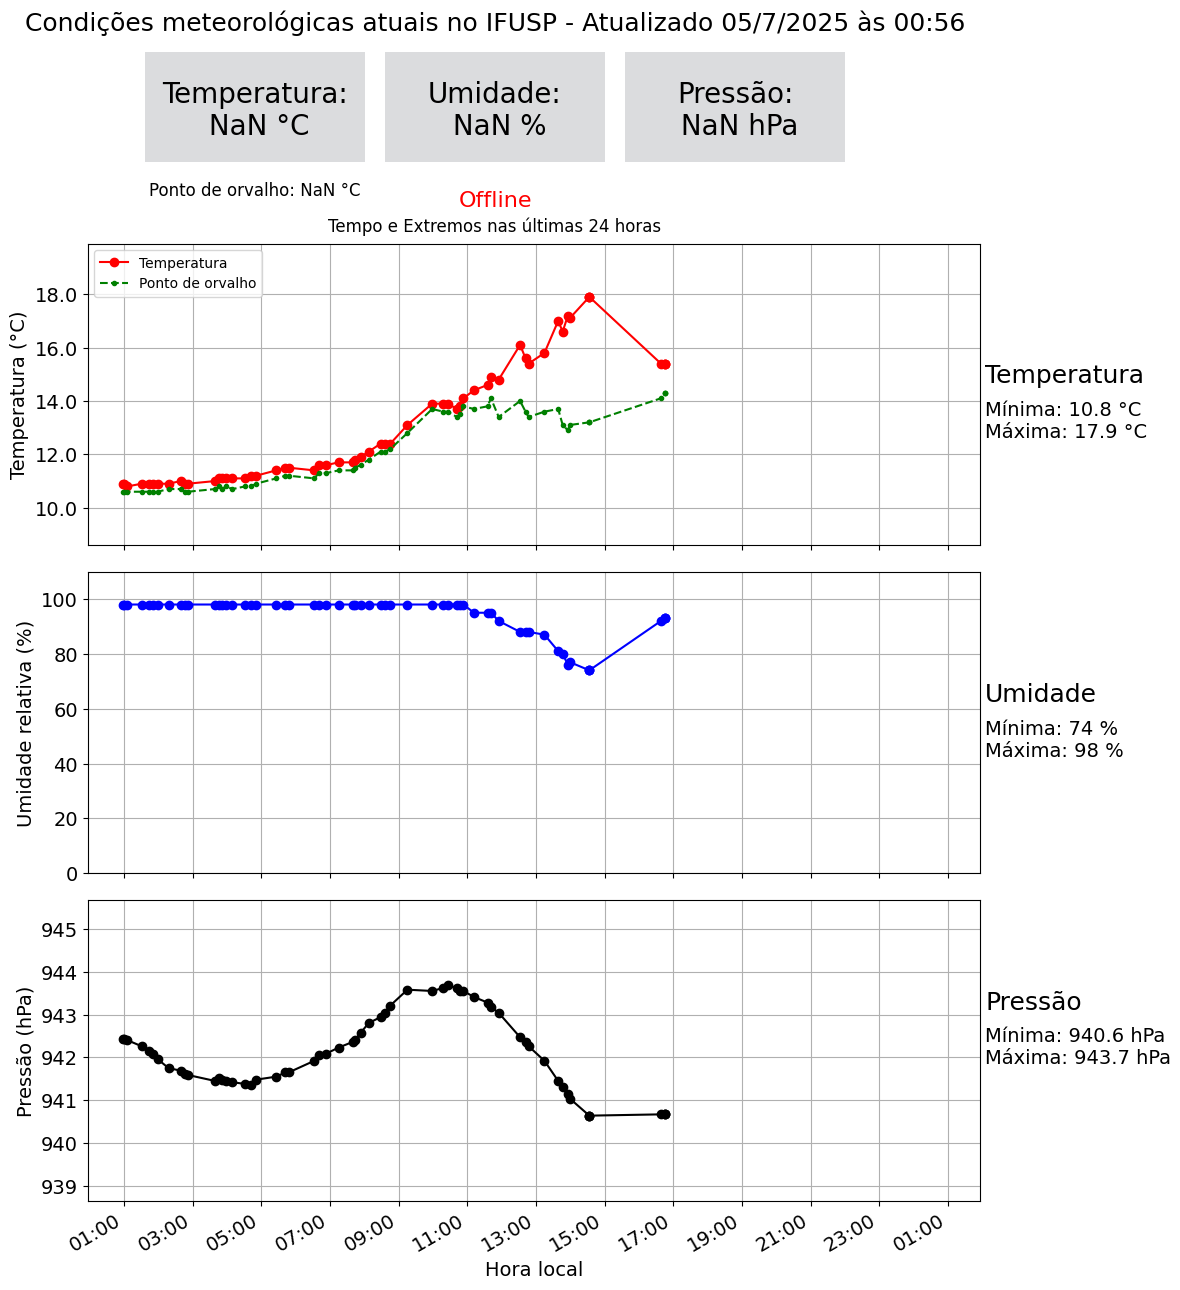 Condições meteorológicas atuais no IFUSP - Atualizado 05/7/2025 às 00:56
Temperatura:
NaN °C
Umidade:
NaN %
Pressão:
NaN hPa
Ponto de orvalho: NaN °C
Offline
Tempo e Extremos nas últimas 24 horas
Temperatura
Ponto de orvalho
Temperatura (°C)
18.0
16.0
14.0
12.0
10.0
Temperatura
Mínima: 10.8 °C
Máxima: 17.9 °C
Umidade relativa (%)
100
80
60
40
20
0
Umidade
Mínima: 74 %
Máxima: 98 %
Pressão (hPa)
945
944
943
942
941
940
939
Pressão
Mínima: 940.6 hPa
Máxima: 943.7 hPa
01:00
03:00
05:00
07:00
09:00
11:00
13:00
15:00
17:00
19:00
21:00
23:00
01:00
Hora local